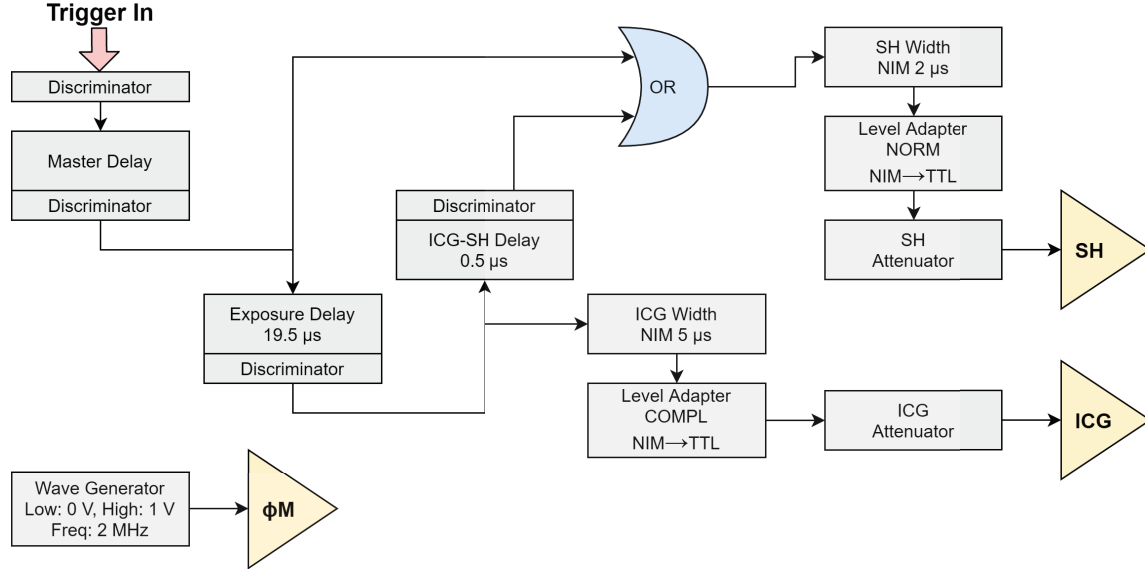 Trigger In
Discriminator
Master Delay
Discriminator
Exposure Delay
19.5 µs
Discriminator
Discriminator
ICG-SH Delay
0.5 µs
OR
SH Width
NIM 2 µs
Level Adapter
NORM
NIM→TTL
SH
Attenuator
SH
ICG Width
NIM 5 µs
Level Adapter
COMPL
NIM→TTL
ICG
Attenuator
ICG
Wave Generator
Low: 0 V, High: 1 V
Freq: 2 MHz
ϕM